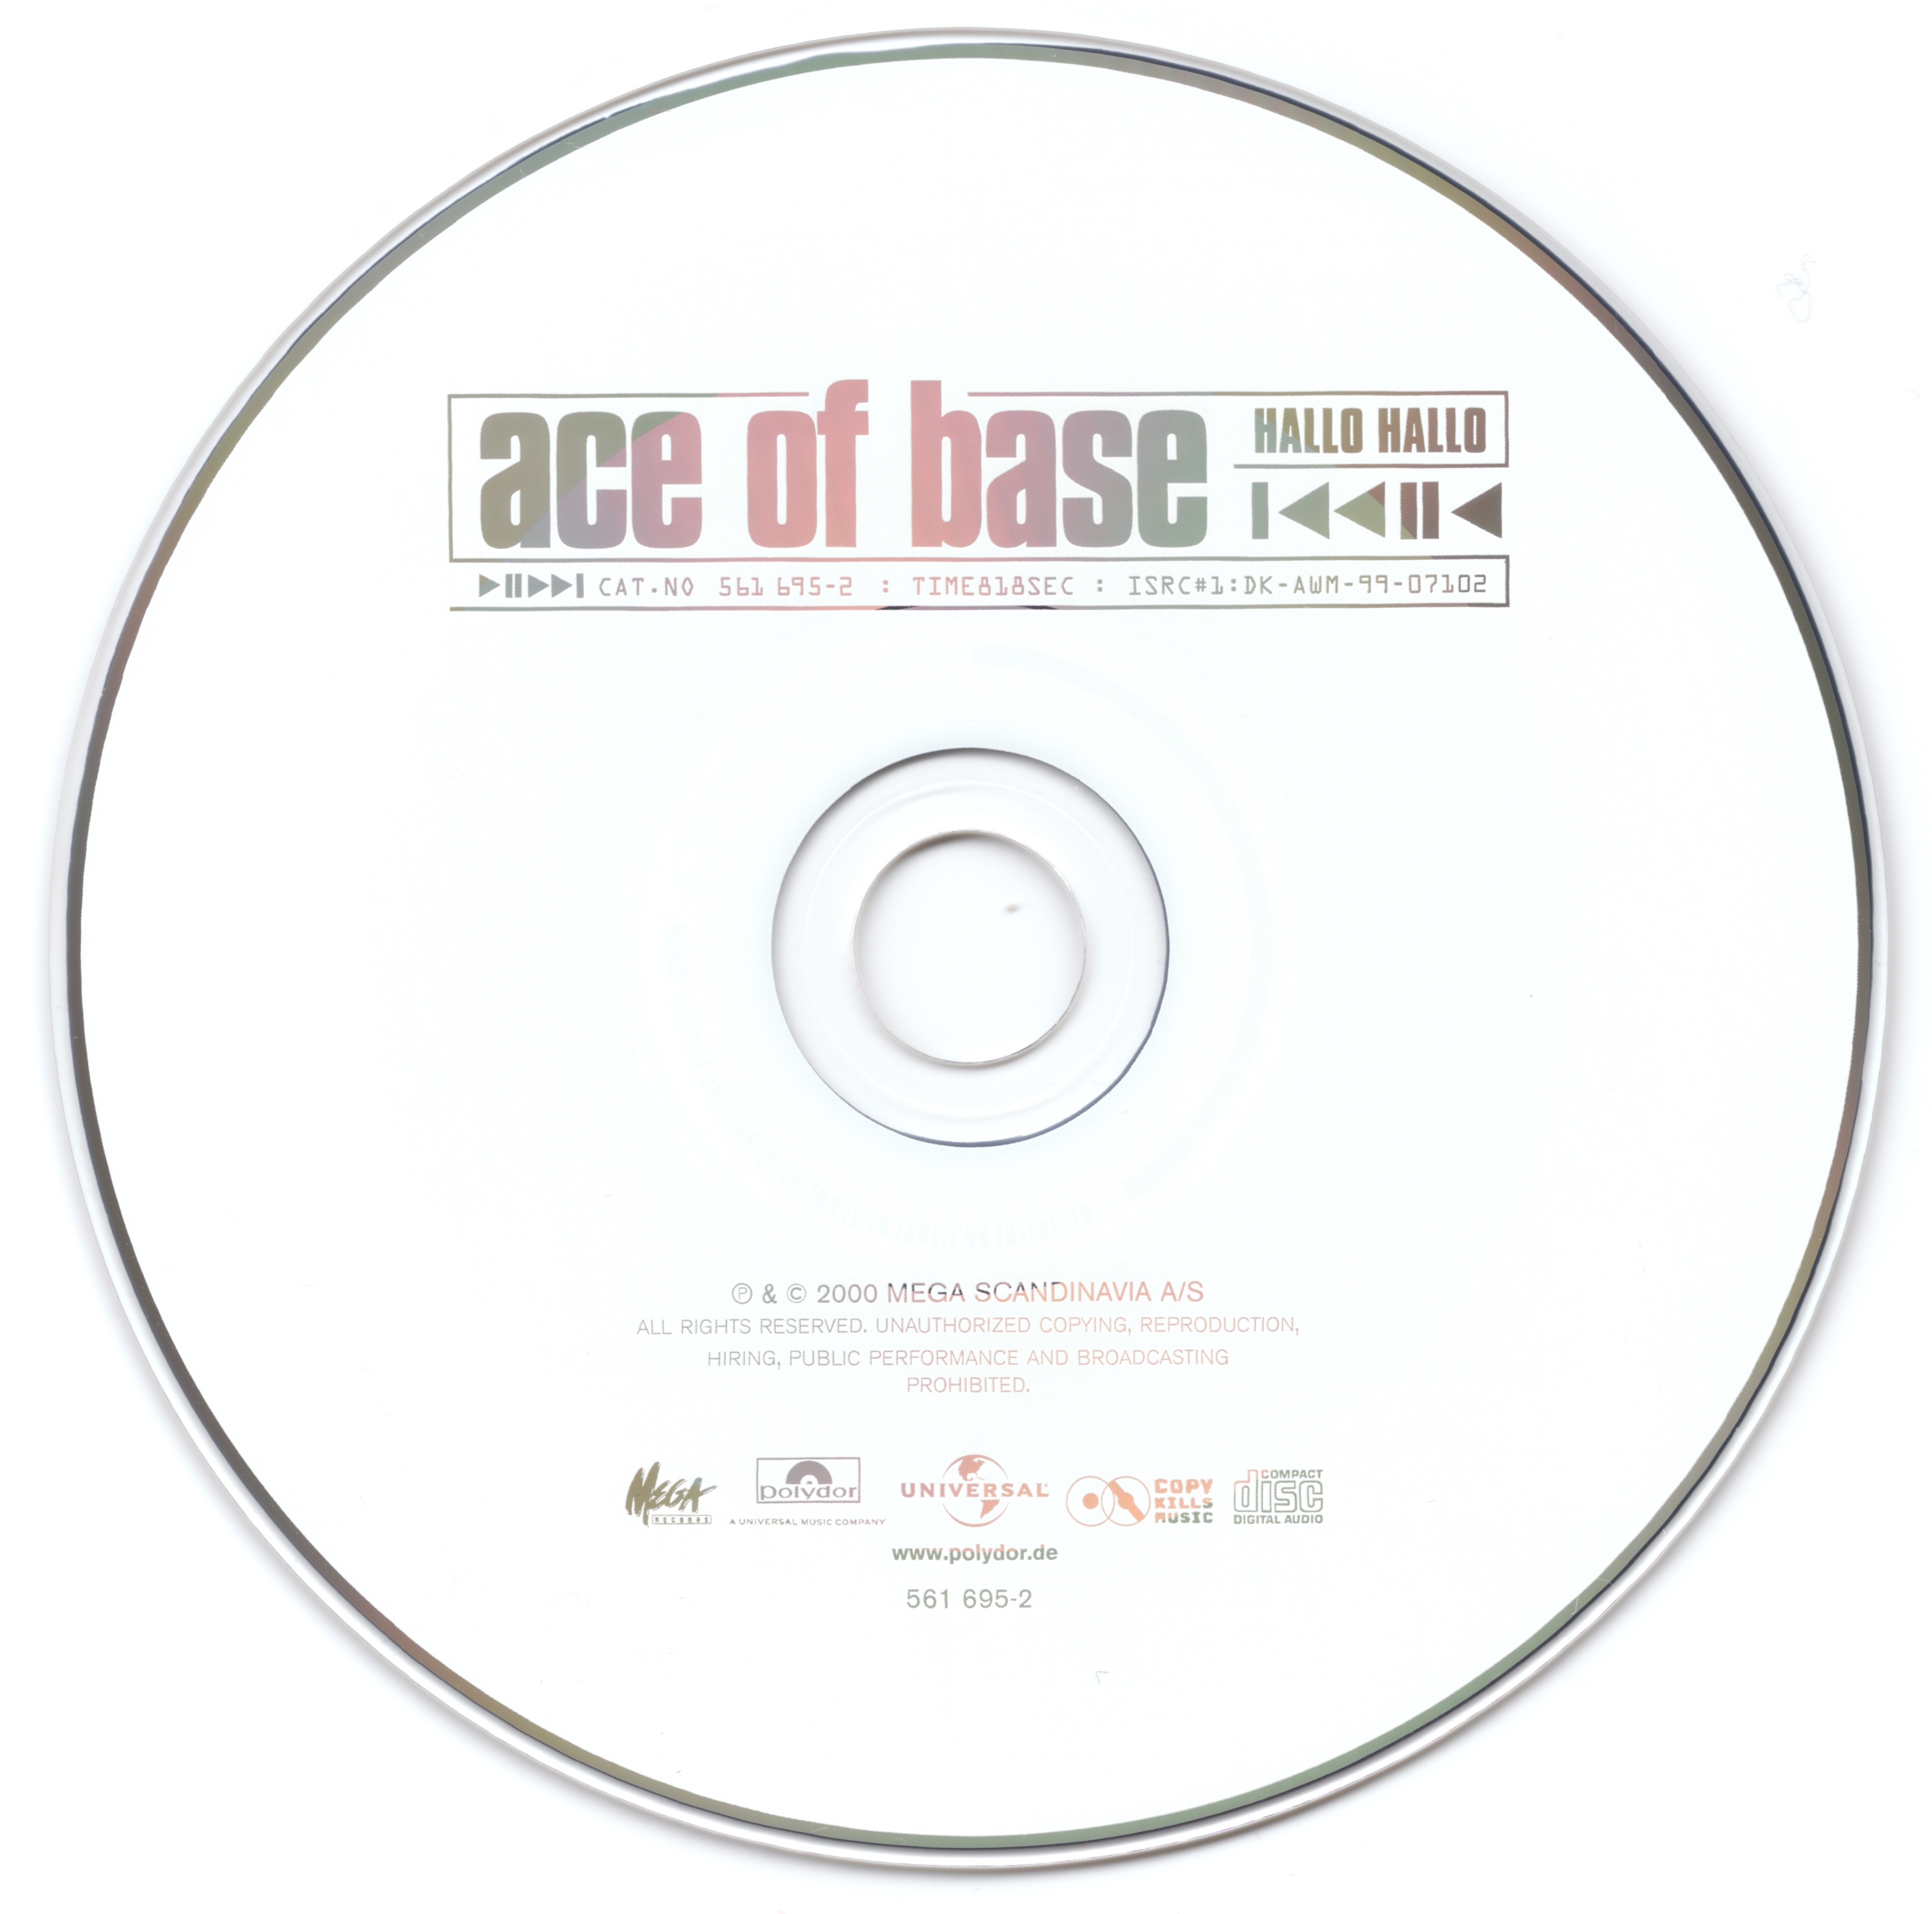 ace of base
HALLO HALLO
CAT.NO 561 695-2 : TIME818SEC : ISRC#1:DK-AWM-99-07102
℗ & © 2000 MEGA SCANDINAVIA A/S
ALL RIGHTS RESERVED. UNAUTHORIZED COPYING, REPRODUCTION,
HIRING, PUBLIC PERFORMANCE AND BROADCASTING
PROHIBITED.
MEGA
RECORDS
polydor
A UNIVERSAL MUSIC COMPANY
UNIVERSAL
COPY
KILLS
MUSIC
COMPACT
disc
DIGITAL AUDIO
www.polydor.de
561 695-2